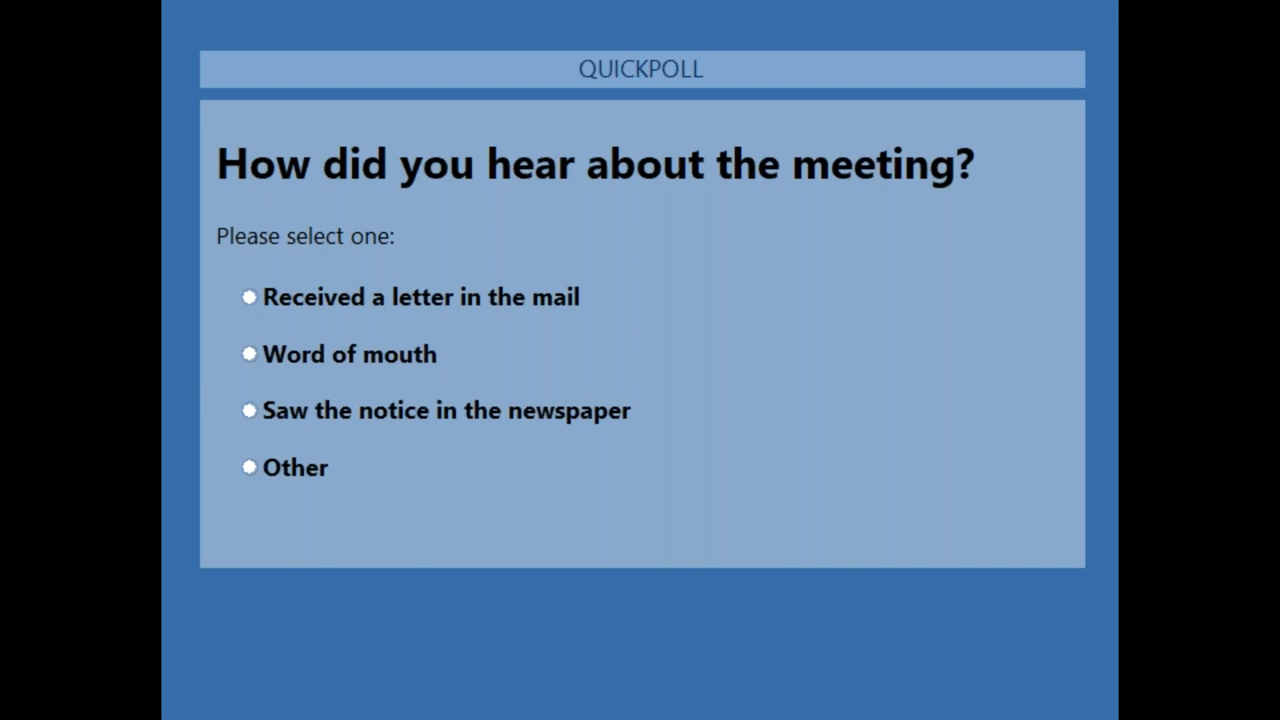 QUICKPOLL
How did you hear about the meeting?
Please select one:
Received a letter in the mail
Word of mouth
Saw the notice in the newspaper
Other